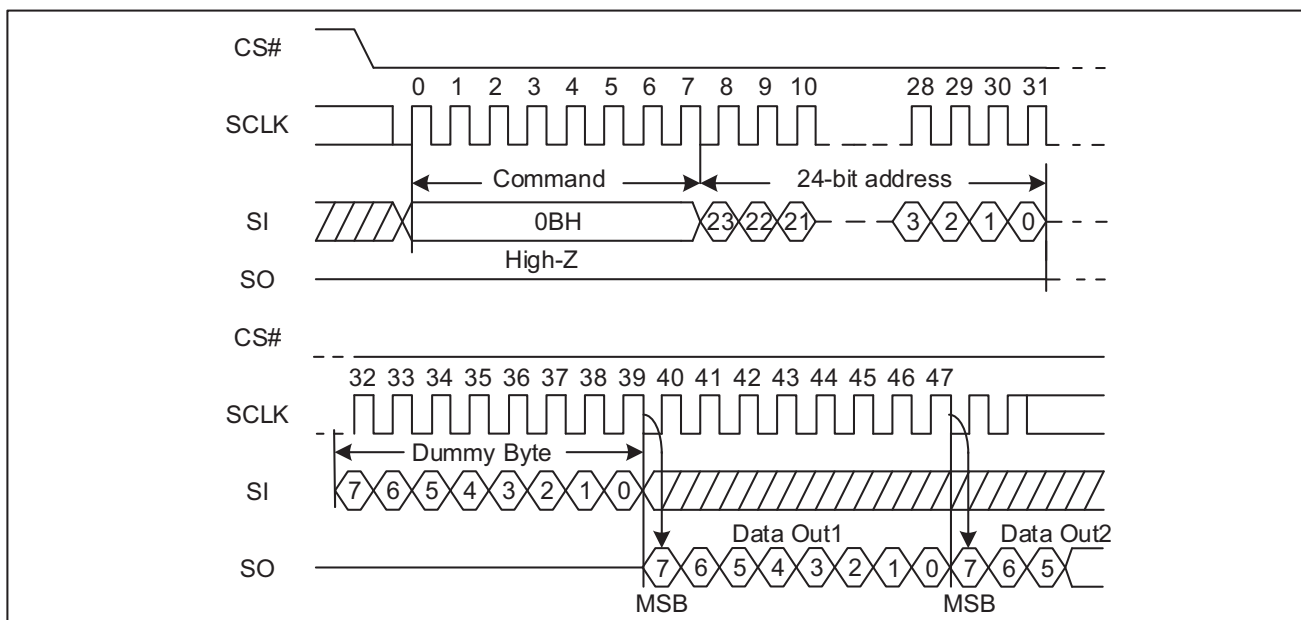 CS#
0 1 2 3 4 5 6 7 8 9 10 28 29 30 31
SCLK
Command 24-bit address
SI 0BH 23 22 21 3 2 1 0
High-Z
SO
CS#
32 33 34 35 36 37 38 39 40 41 42 43 44 45 46 47
SCLK
Dummy Byte
SI 7 6 5 4 3 2 1 0
Data Out1 Data Out2
SO 7 6 5 4 3 2 1 0 7 6 5
MSB MSB